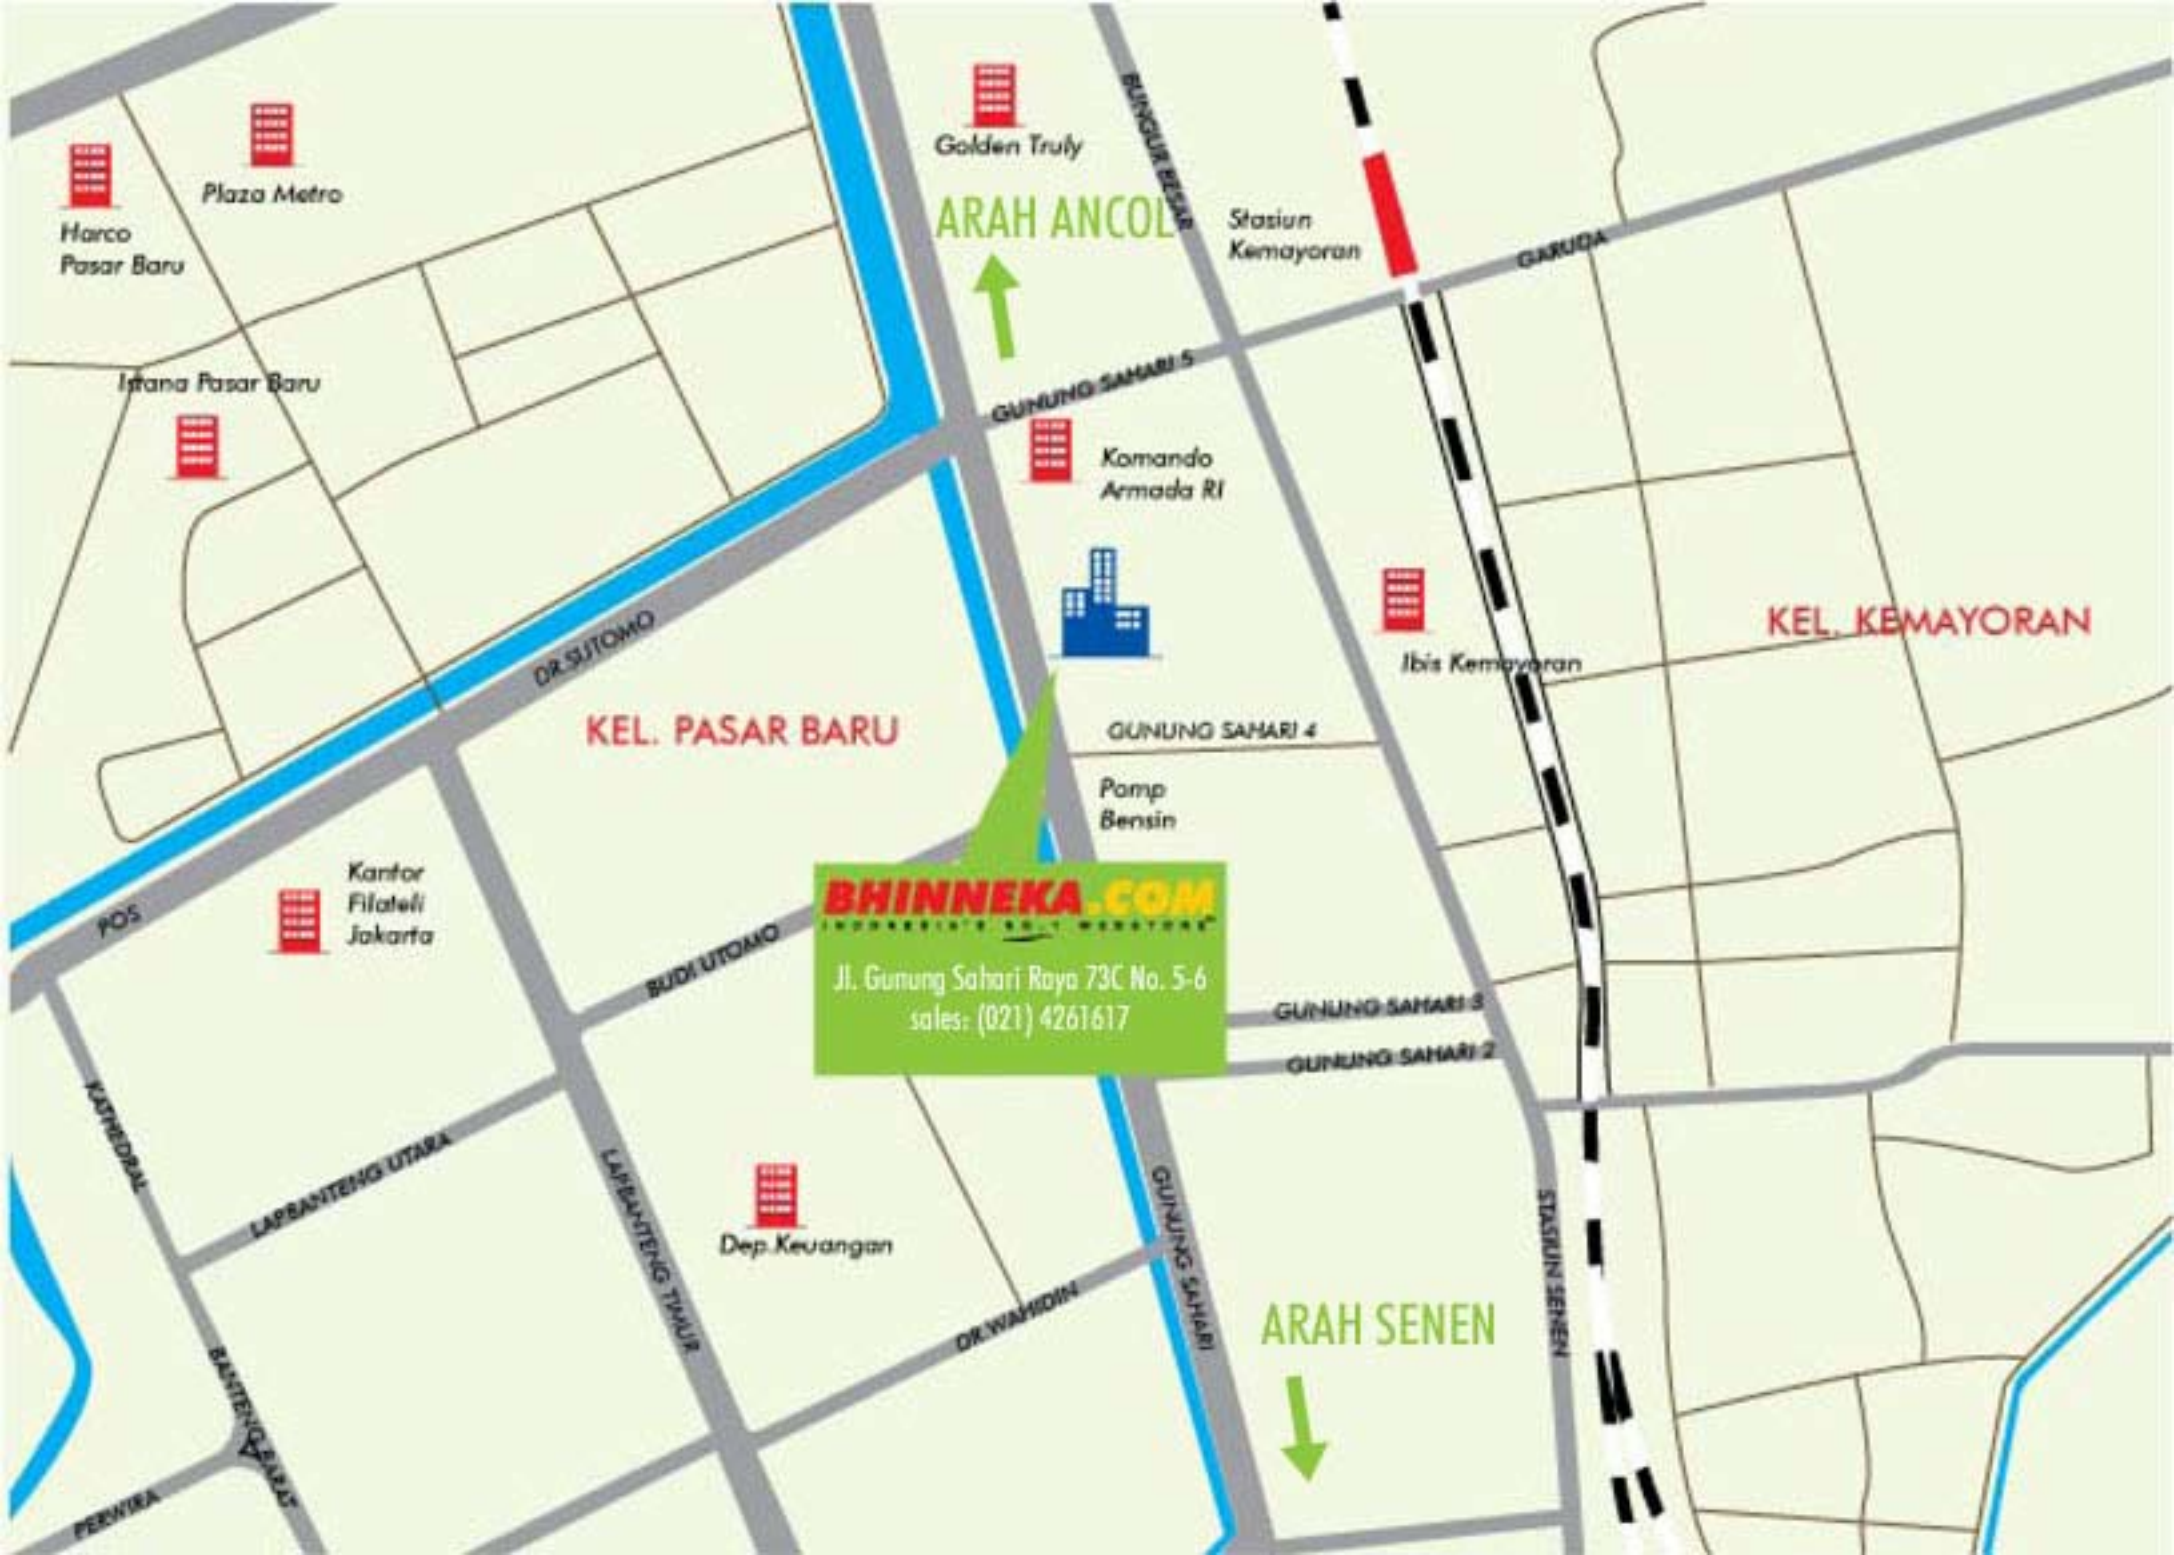 Golden Truly
BUNGUR BESAR
Plaza Metro
Harco
Pasar Baru
ARAH ANCOL
Stasiun
Kemayoran
GARUDA
Istana Pasar Baru
GUNUNG SAHARI 5
Komando
Armada RI
DR.SUTOMO
KEL. KEMAYORAN
Ibis Kemayoran
KEL. PASAR BARU
GUNUNG SAHARI 4
Pomp
Bensin
Kantor
Filateli
Jakarta
POS
BUDI UTOMO
BHINNEKA.COM
Jl. Gunung Sahari Raya 73C No. 5-6
sales: (021) 4261617
GUNUNG SAHARI 3
GUNUNG SAHARI 2
KATHEDRAL
LAPBANTENG UTARA
LAPBANTENG TIMUR
Dep.Keuangan
GUNUNG SAHARI
STASIUN SENEN
DR.WAHIDIN
ARAH SENEN
BANTENG BARAT
PERWIRA